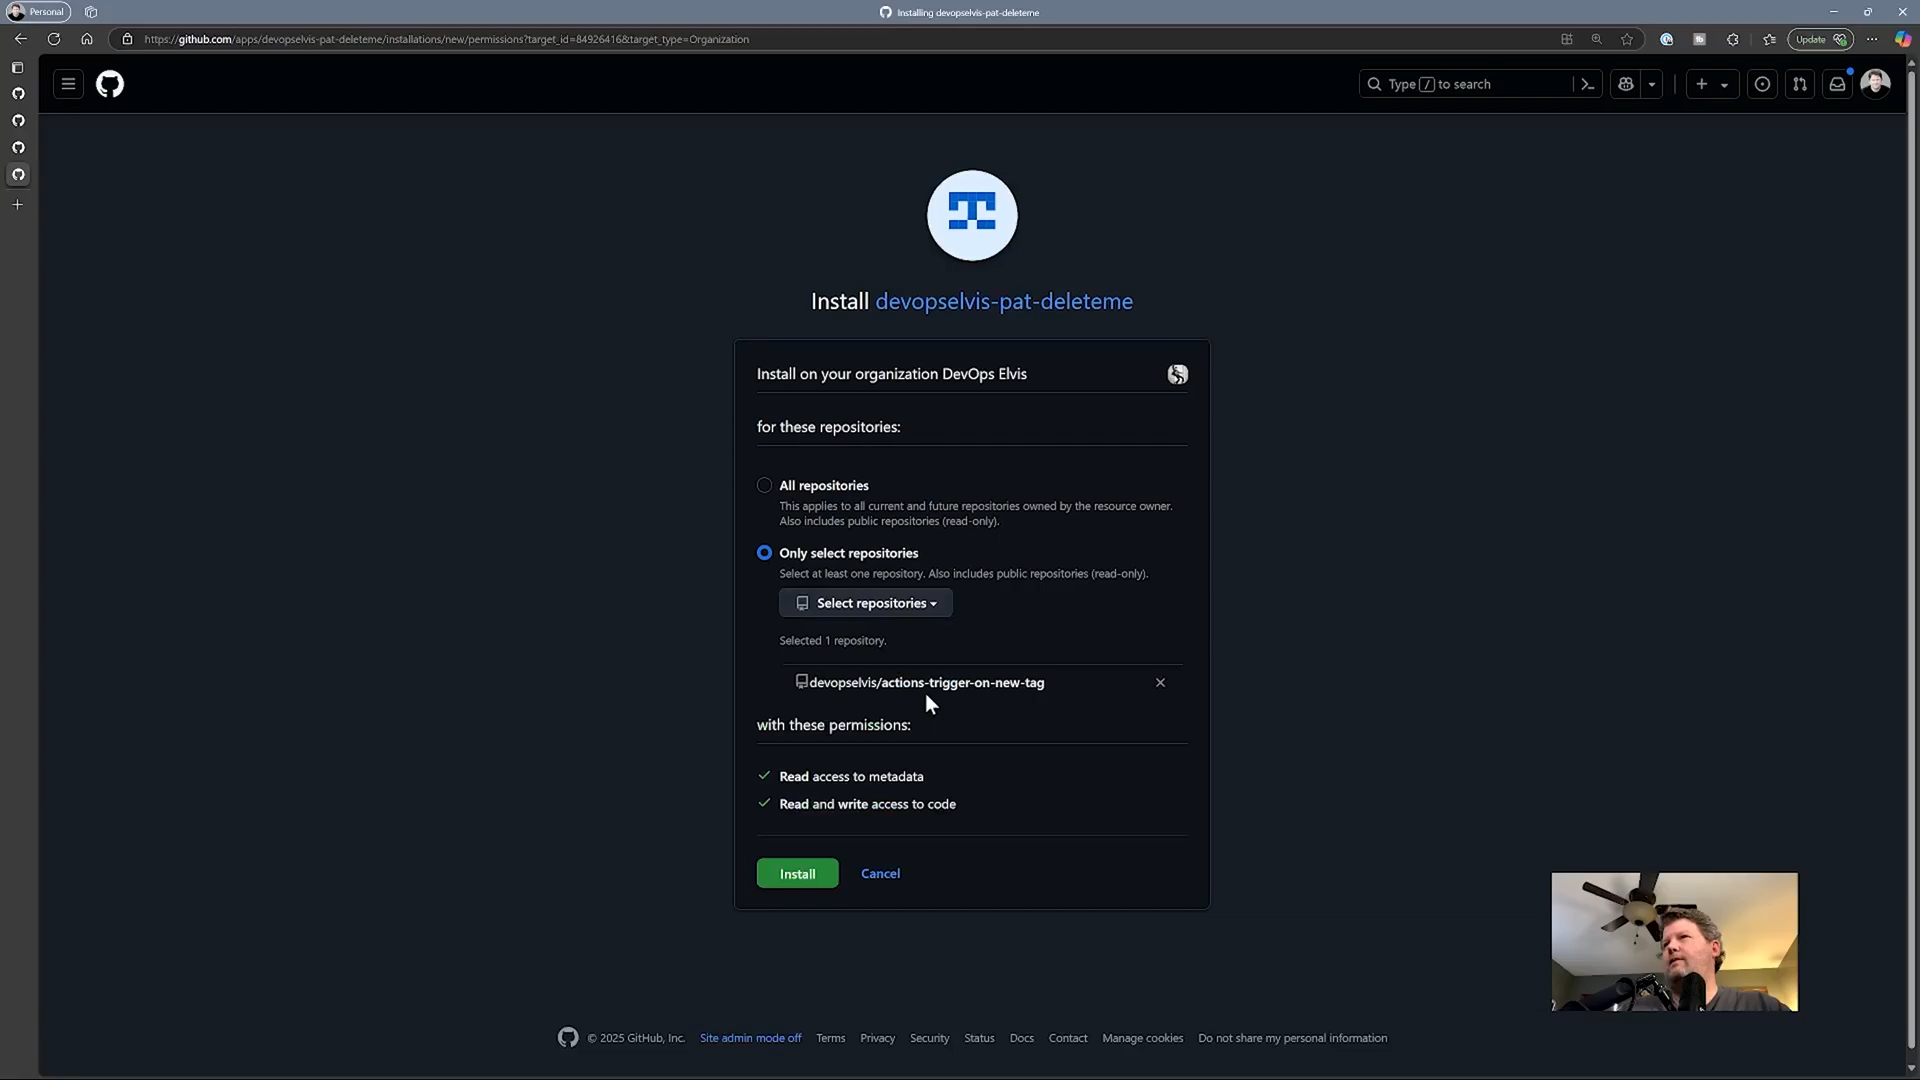 Personal
Installing devopselvis-pat-deleteme
https://github.com/apps/devopselvis-pat-deleteme/installations/new/permissions?target_id=84926416&target_type=Organization
Update
Type / to search
Install devopselvis-pat-deleteme
Install on your organization DevOps Elvis
for these repositories:
All repositories
This applies to all current and future repositories owned by the resource owner.
Also includes public repositories (read-only).
Only select repositories
Select at least one repository. Also includes public repositories (read-only).
Select repositories
Selected 1 repository.
devopselvis/actions-trigger-on-new-tag
with these permissions:
Read access to metadata
Read and write access to code
Install Cancel
© 2025 GitHub, Inc. Site admin mode off Terms Privacy Security Status Docs Contact Manage cookies Do not share my personal information